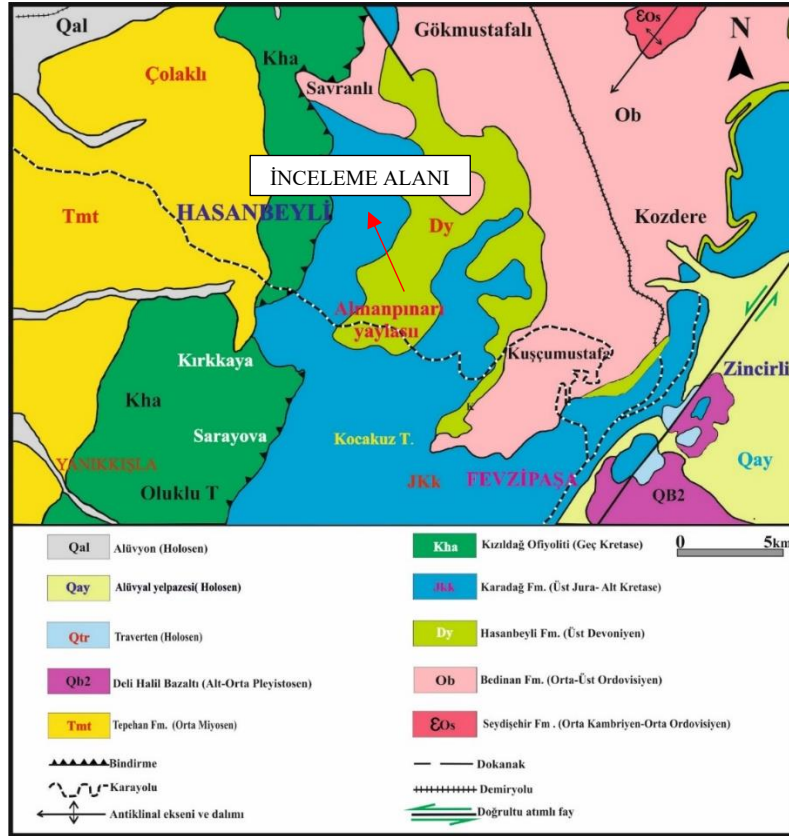 Qal
Kha
Gökmustafalı
ЄOs
N
Çolaklı
Savranlı
Ob
İNCELEME ALANI
Tmt
HASANBEYLİ
Dy
Kozdere
Almanpınarı
yaylasıı
Kırkkaya
Kuşçumustafa
Zincirli
Kha
Sarayova
Kocakuz T.
YANIKKIŞLA
JKk
FEVZİPAŞA
Qay
Oluklu T
QB2
Qal Alüvyon (Holosen)
Kha Kızıldağ Ofiyoliti (Geç Kretase)
0 5km
Qay Alüvyal yelpazesi( Holosen)
Jkk Karadağ Fm. (Üst Jura- Alt Kretase)
Qtr Traverten (Holosen)
Dy Hasanbeyli Fm. (Üst Devoniyen)
Qb2 Deli Halil Bazaltı (Alt-Orta Pleyistosen)
Ob Bedinan Fm. (Orta-Üst Ordovisiyen)
Tmt Tepehan Fm. (Orta Miyosen)
ЄOs Seydişehir Fm . (Orta Kambriyen-Orta Ordovisiyen)
Bindirme
Dokanak
Karayolu
Demiryolu
Antiklinal ekseni ve dalımı
Doğrultu atımlı fay